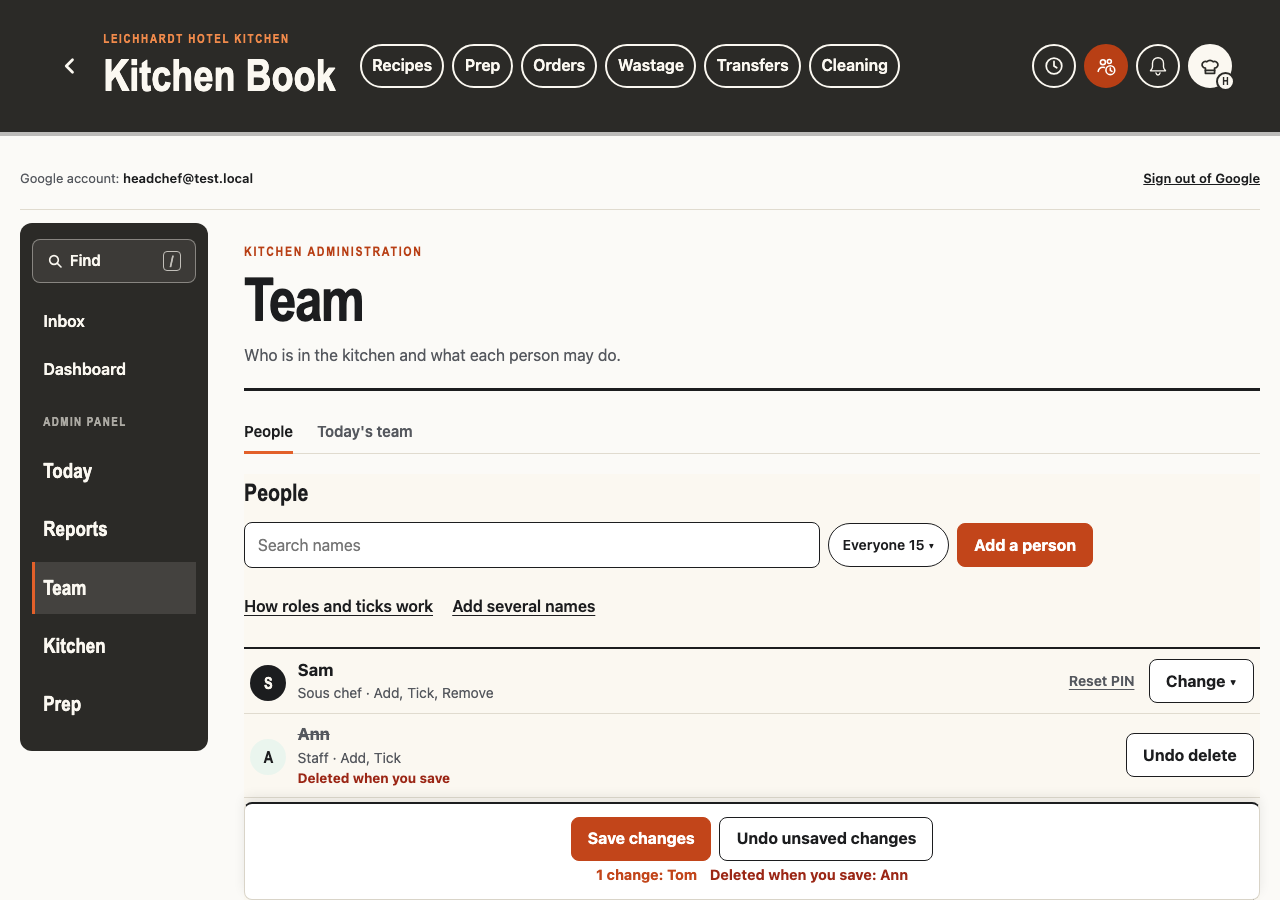 LEICHHARDT HOTEL KITCHEN
Kitchen Book
Recipes
Prep
Orders
Wastage
Transfers
Cleaning
H
Google account: headchef@test.local
Sign out of Google
Find
/
Inbox
Dashboard
ADMIN PANEL
Today
Reports
Team
Kitchen
Prep
KITCHEN ADMINISTRATION
Team
Who is in the kitchen and what each person may do.
People
Today's team
People
Search names
Everyone 15 ▾
Add a person
How roles and ticks work
Add several names
S
Sam
Sous chef · Add, Tick, Remove
Reset PIN
Change ▾
A
Ann
Staff · Add, Tick
Deleted when you save
Undo delete
Save changes
Undo unsaved changes
1 change: Tom
Deleted when you save: Ann